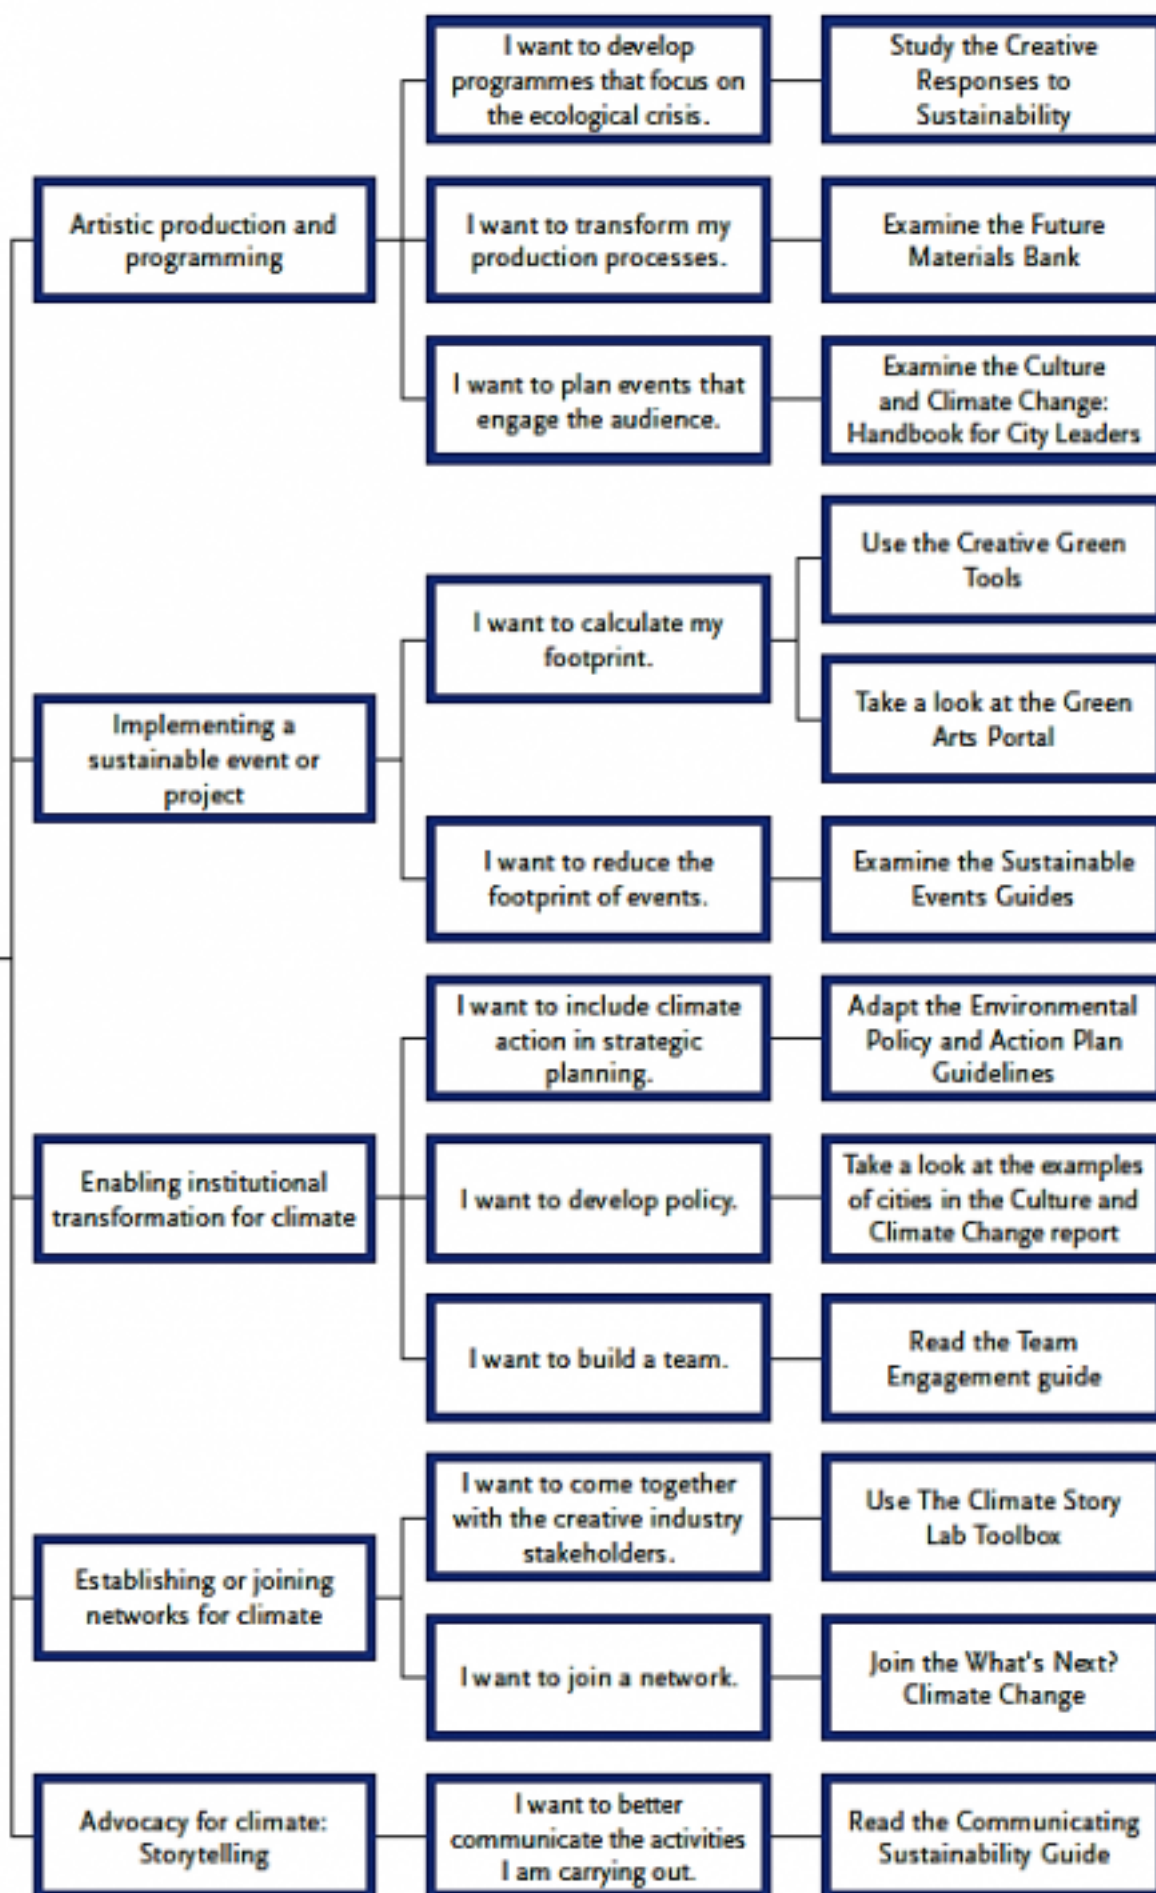 I want to develop
programmes that focus on
the ecological crisis.
Study the Creative
Responses to
Sustainability
Artistic production and
programming
I want to transform my
production processes.
Examine the Future
Materials Bank
I want to plan events that
engage the audience.
Examine the Culture
and Climate Change:
Handbook for City Leaders
Implementing a
sustainable event or
project
I want to calculate my
footprint.
Use the Creative Green
Tools
Take a look at the Green
Arts Portal
I want to reduce the
footprint of events.
Examine the Sustainable
Events Guides
Enabling institutional
transformation for climate
I want to include climate
action in strategic
planning.
Adapt the Environmental
Policy and Action Plan
Guidelines
I want to develop policy.
Take a look at the examples
of cities in the Culture and
Climate Change report
I want to build a team.
Read the Team
Engagement guide
Establishing or joining
networks for climate
I want to come together
with the creative industry
stakeholders.
Use The Climate Story
Lab Toolbox
I want to join a network.
Join the What's Next?
Climate Change
Advocacy for climate:
Storytelling
I want to better
communicate the activities
I am carrying out.
Read the Communicating
Sustainability Guide